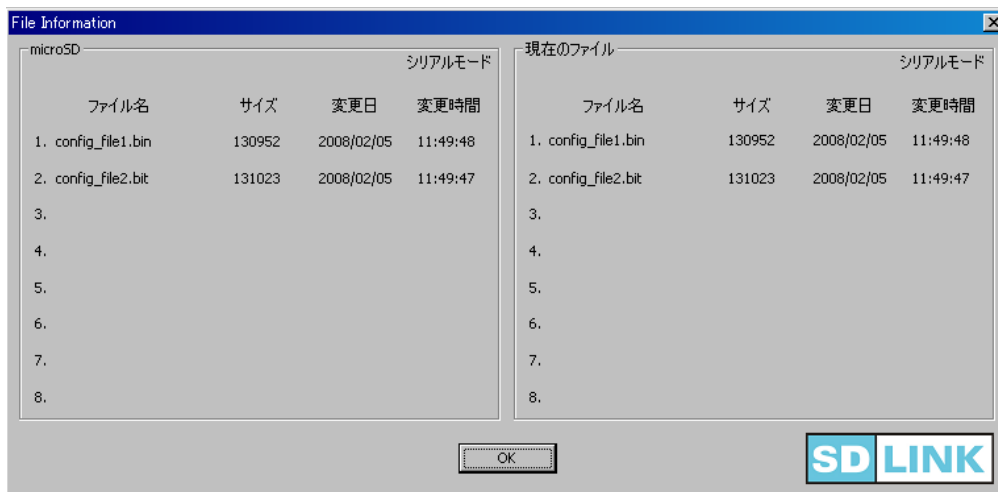 File Information
microSD
シリアルモード
ファイル名 サイズ 変更日 変更時間
1. config_file1.bin 130952 2008/02/05 11:49:48
2. config_file2.bit 131023 2008/02/05 11:49:47
3.
4.
5.
6.
7.
8.
現在のファイル
シリアルモード
ファイル名 サイズ 変更日 変更時間
1. config_file1.bin 130952 2008/02/05 11:49:48
2. config_file2.bit 131023 2008/02/05 11:49:47
3.
4.
5.
6.
7.
8.
OK
SD LINK